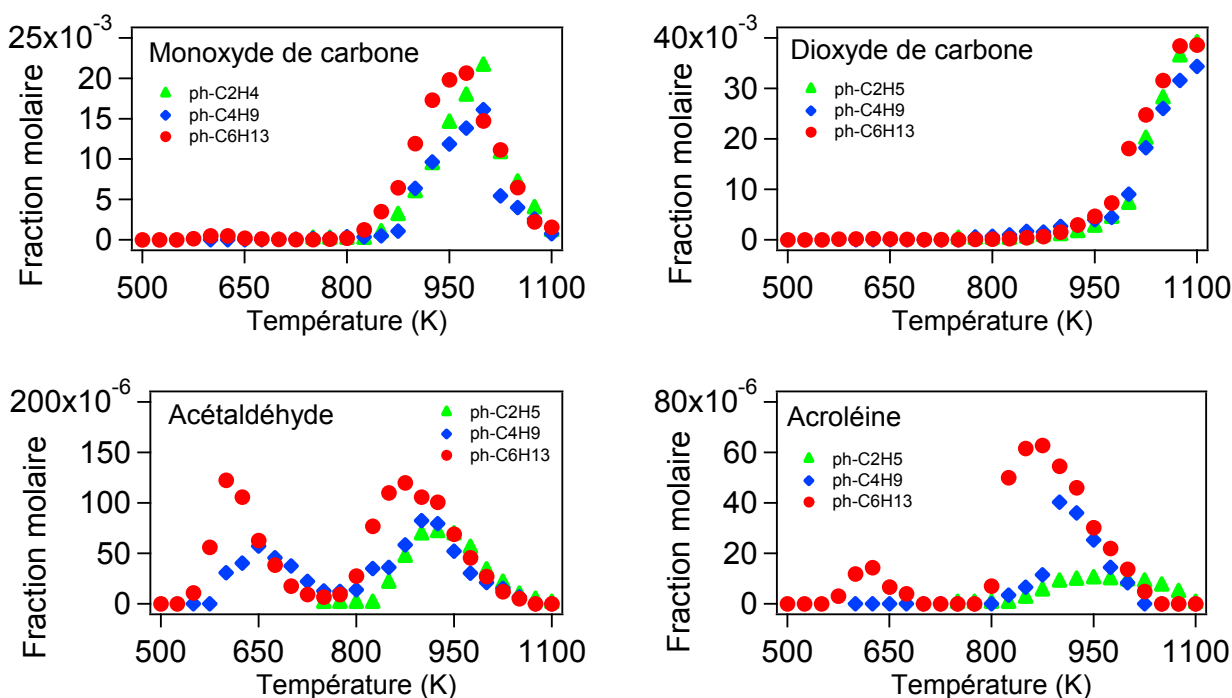 Monoxyde de carbone
Fraction molaire
25x10-3
20
15
10
5
0
ph-C2H4
ph-C4H9
ph-C6H13
500 650 800 950 1100
Température (K)
Dioxyde de carbone
Fraction molaire
40x10-3
30
20
10
0
ph-C2H5
ph-C4H9
ph-C6H13
500 650 800 950 1100
Température (K)
Acétaldéhyde
Fraction molaire
200x10-6
150
100
50
0
ph-C2H5
ph-C4H9
ph-C6H13
500 650 800 950 1100
Température (K)
Acroléine
Fraction molaire
80x10-6
60
40
20
0
ph-C2H5
ph-C4H9
ph-C6H13
500 650 800 950 1100
Température (K)